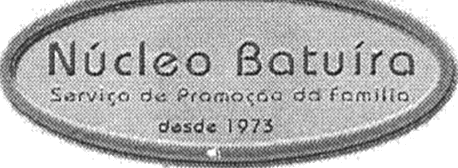 Núcleo Batuíra
Serviço de Promoção da Família
desde 1973